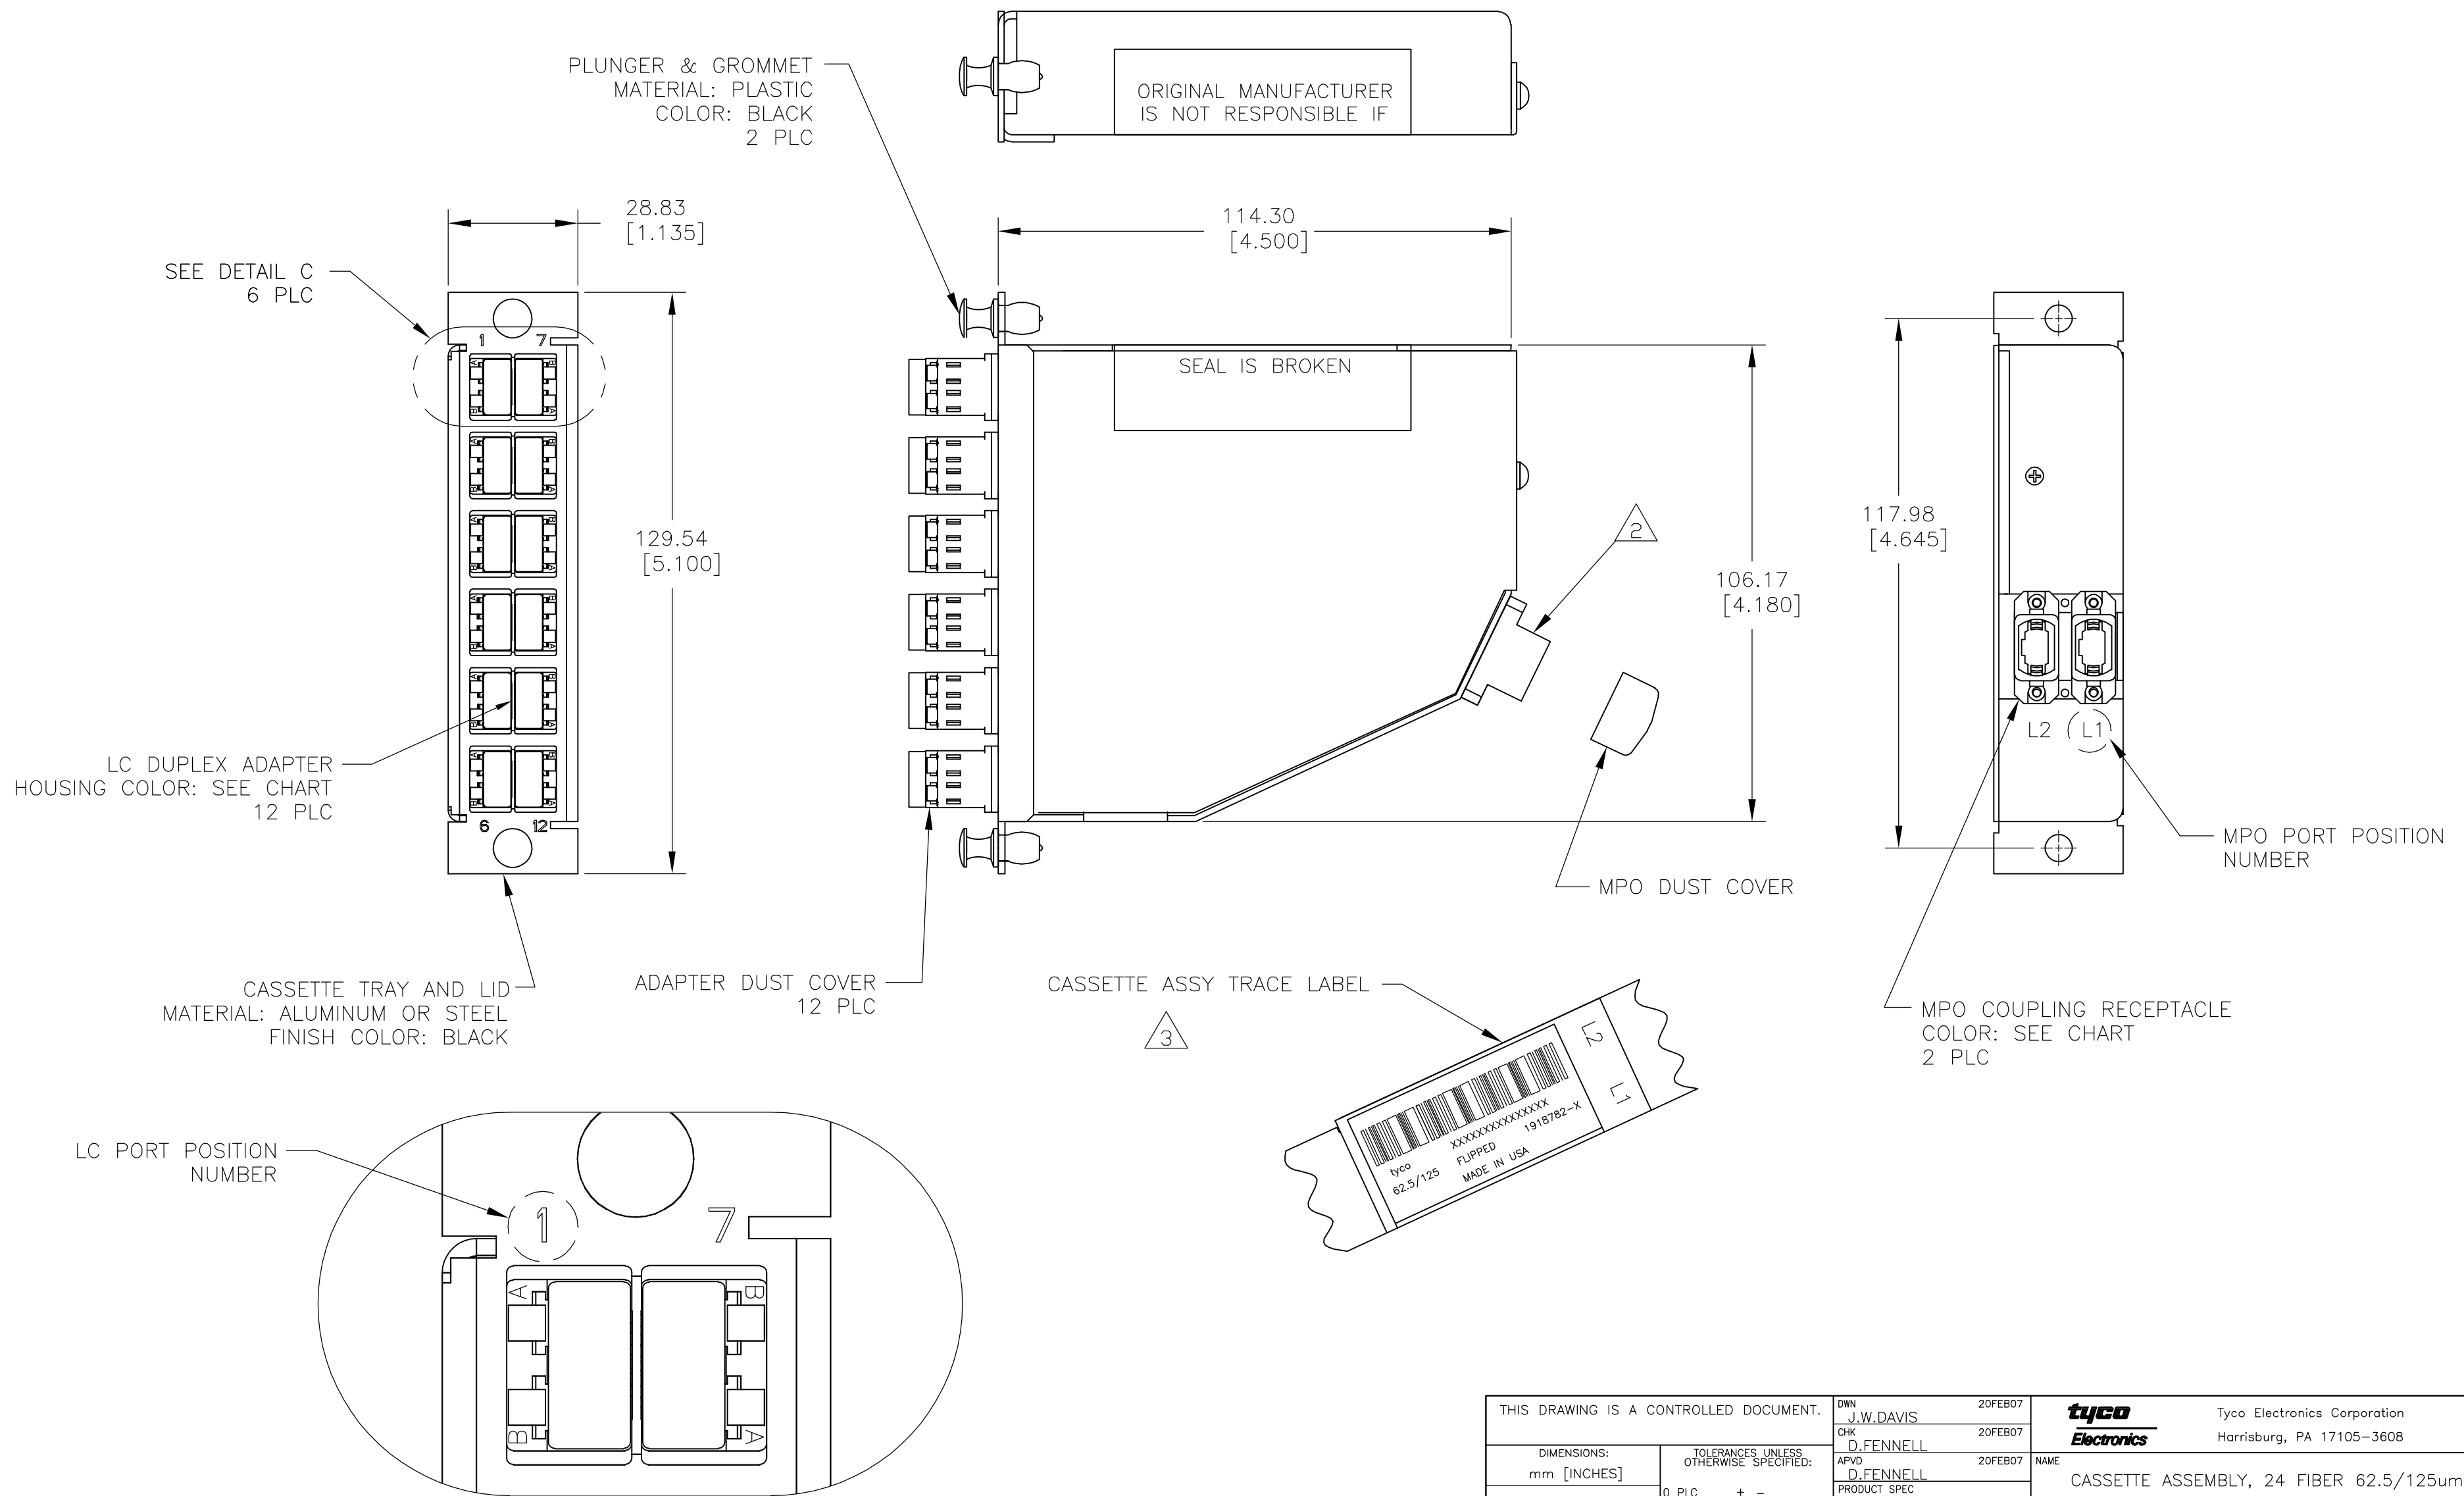 PLUNGER & GROMMET
MATERIAL: PLASTIC
COLOR: BLACK
2 PLC
ORIGINAL MANUFACTURER
IS NOT RESPONSIBLE IF
28.83
[1.135]
114.30
[4.500]
SEE DETAIL C
6 PLC
1 7
A B
B A
A B
B A
A B
B A
A B
B A
A B
B A
A B
B A
6 12
129.54
[5.100]
SEAL IS BROKEN
2
106.17
[4.180]
117.98
[4.645]
L2 L1
LC DUPLEX ADAPTER
HOUSING COLOR: SEE CHART
12 PLC
MPO PORT POSITION
NUMBER
MPO DUST COVER
CASSETTE TRAY AND LID
MATERIAL: ALUMINUM OR STEEL
FINISH COLOR: BLACK
ADAPTER DUST COVER
12 PLC
CASSETTE ASSY TRACE LABEL
3
MPO COUPLING RECEPTACLE
COLOR: SEE CHART
2 PLC
L2
L1
XXXXXXXXXXXXXXX
tyco FLIPPED 1918782-X
62.5/125 MADE IN USA
LC PORT POSITION
NUMBER
1 7
A B
B A
THIS DRAWING IS A CONTROLLED DOCUMENT.
DIMENSIONS:
mm [INCHES]
TOLERANCES UNLESS
OTHERWISE SPECIFIED:
0 PLC + -
DWN 20FEB07
J.W.DAVIS
CHK 20FEB07
D.FENNELL
APVD 20FEB07
D.FENNELL
PRODUCT SPEC
tyco
Electronics
Tyco Electronics Corporation
Harrisburg, PA 17105-3608
NAME
CASSETTE ASSEMBLY, 24 FIBER 62.5/125um